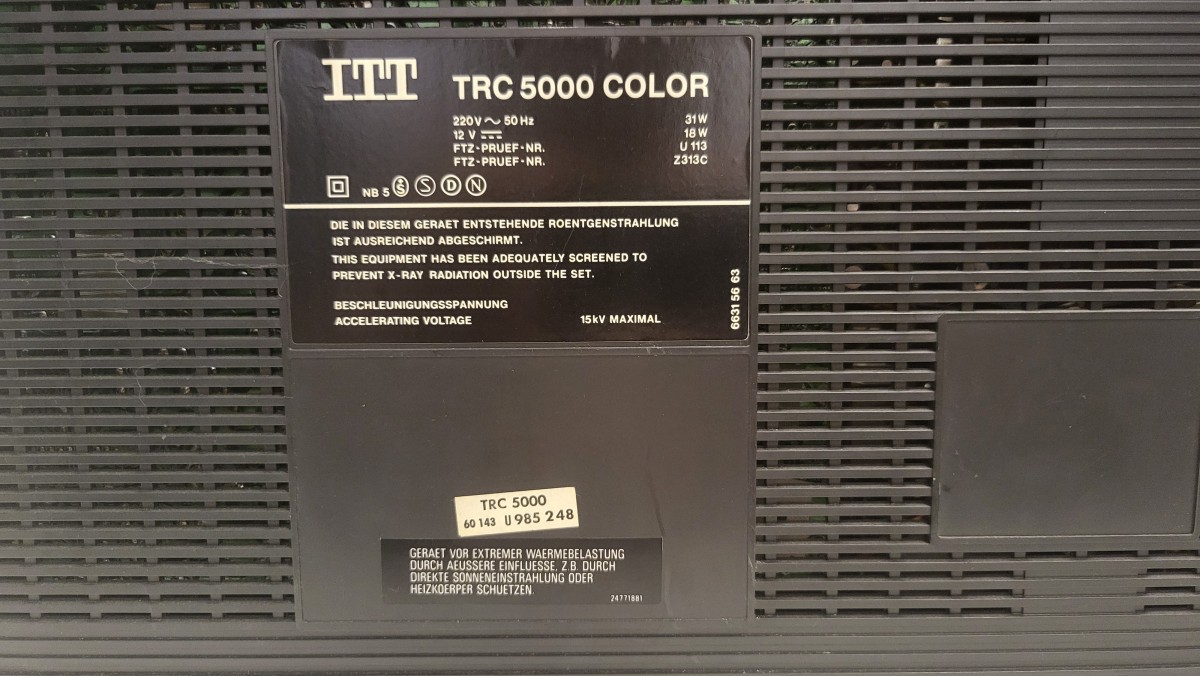 ITT
TRC 5000 COLOR
220V ~ 50 Hz 31W
12 V ⎓ 18 W
FTZ-PRUEF-NR. U 113
FTZ-PRUEF-NR. Z313C
NB 5 S D N
DIE IN DIESEM GERAET ENTSTEHENDE ROENTGENSTRAHLUNG
IST AUSREICHEND ABGESCHIRMT.
THIS EQUIPMENT HAS BEEN ADEQUATELY SCREENED TO
PREVENT X-RAY RADIATION OUTSIDE THE SET.
BESCHLEUNIGUNGSSPANNUNG
ACCELERATING VOLTAGE 15kV MAXIMAL
6631 56 63
TRC 5000
60 143 U 985 248
GERAET VOR EXTREMER WAERMEBELASTUNG
DURCH AEUSSERE EINFLUESSE, Z.B. DURCH
DIREKTE SONNENEINSTRAHLUNG ODER
HEIZKOERPER SCHUETZEN.
24771881